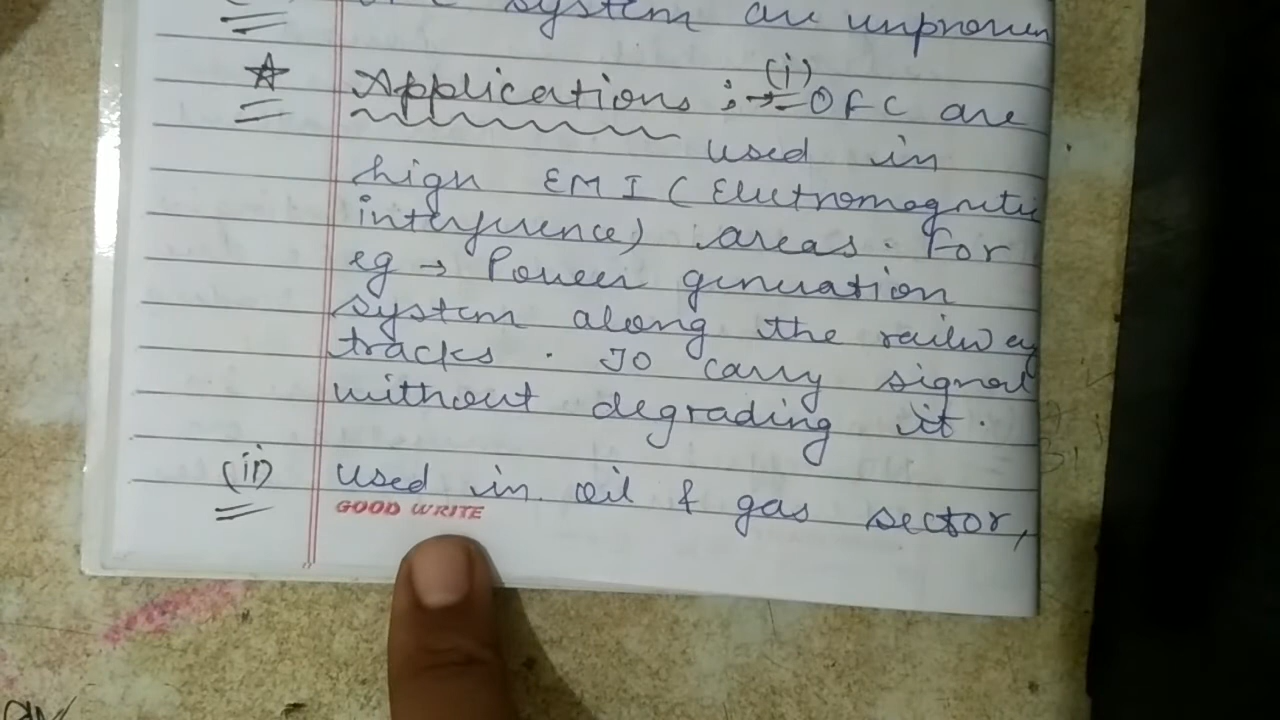 system are unproven
☆ Applications :→ (i) OFC are
used in
high EMI (Electromagnetic
interference) areas. For
eg → Power generation
system along the railway
tracks. To carry signal
without degrading it.
(ii) used in oil & gas sector,
GOOD WRITE